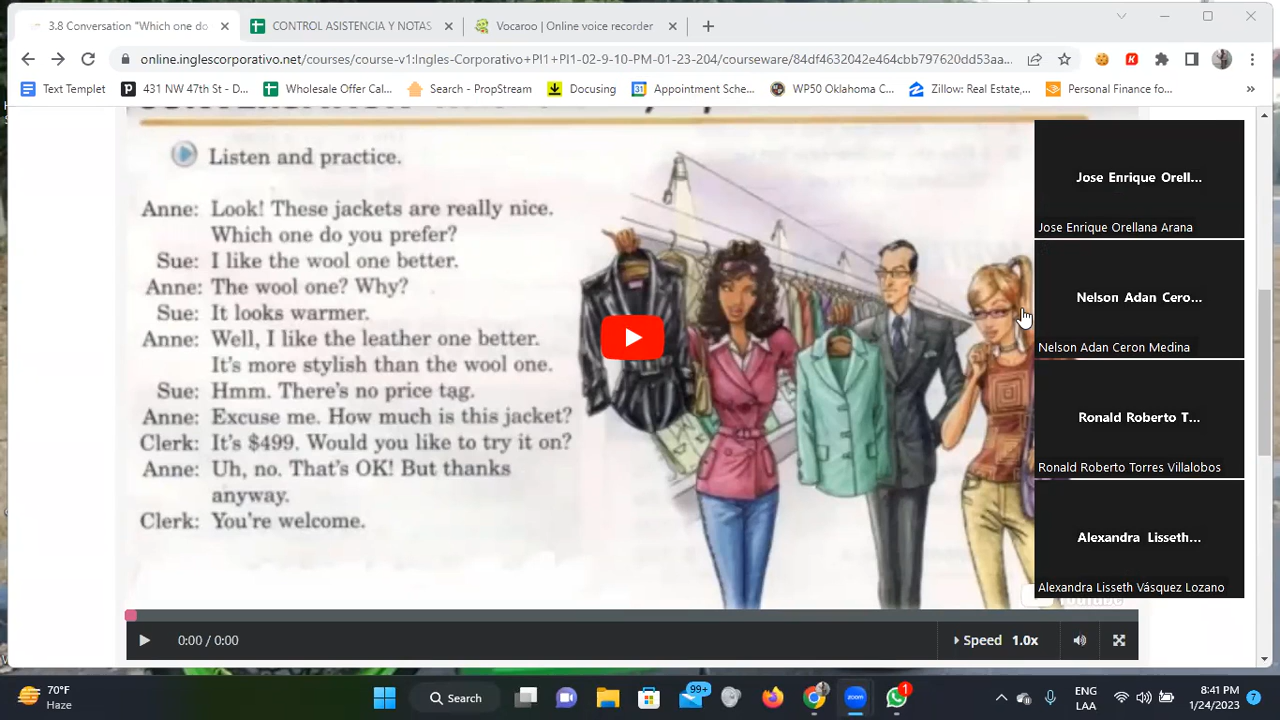 3.8 Conversation "Which one do
CONTROL ASISTENCIA Y NOTAS
Vocaroo | Online voice recorder
online.inglescorporativo.net/courses/course-v1:Ingles-Corporativo+PI1+PI1-02-9-10-PM-01-23-204/courseware/84df4632042e464cbb797620dd53aa...
Text Templet
431 NW 47th St - D...
Wholesale Offer Cal...
Search - PropStream
Docusing
Appointment Sche...
WP50 Oklahoma C...
Zillow: Real Estate,...
Personal Finance fo...
Listen and practice.
Anne: Look! These jackets are really nice.
Which one do you prefer?
Sue: I like the wool one better.
Anne: The wool one? Why?
Sue: It looks warmer.
Anne: Well, I like the leather one better.
It's more stylish than the wool one.
Sue: Hmm. There's no price tag.
Anne: Excuse me. How much is this jacket?
Clerk: It's $499. Would you like to try it on?
Anne: Uh, no. That's OK! But thanks
anyway.
Clerk: You're welcome.
Jose Enrique Orell...
Jose Enrique Orellana Arana
Nelson Adan Cero...
Nelson Adan Ceron Medina
Ronald Roberto T...
Ronald Roberto Torres Villalobos
Alexandra Lisseth...
Alexandra Lisseth Vásquez Lozano
0:00 / 0:00
Speed 1.0x
70°F
Haze
Search
99+
1
ENG
LAA
8:41 PM
1/24/2023